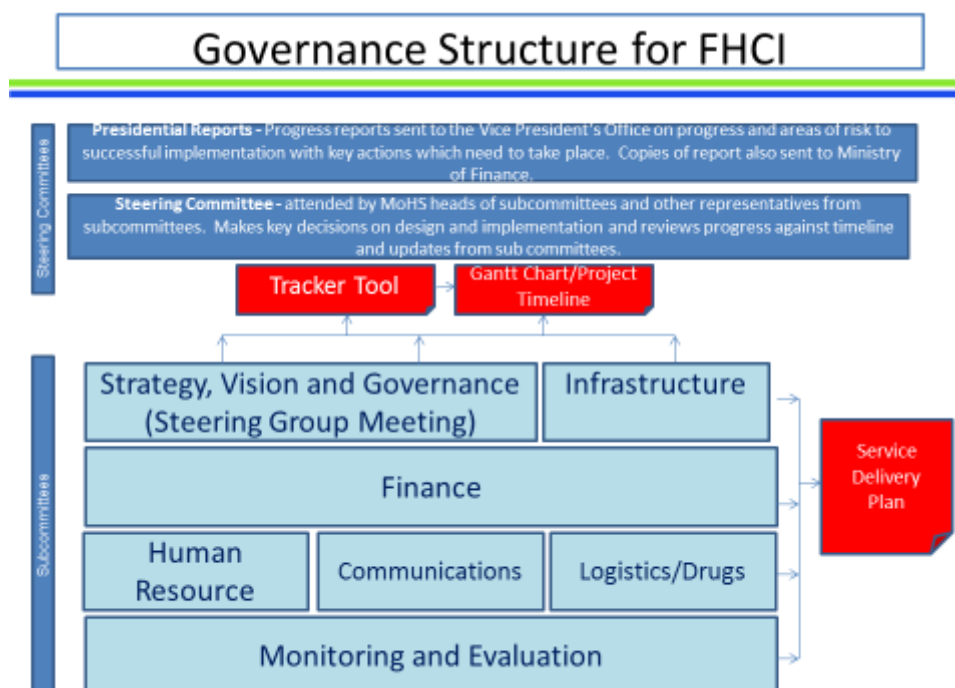 Governance Structure for FHCI
Steering Committees
Presidential Reports - Progress reports sent to the Vice President's Office on progress and areas of risk to
successful implementation with key actions which need to take place. Copies of report also sent to Ministry
of Finance.
Steering Committee - attended by MoHS heads of subcommittees and other representatives from
subcommittees. Makes key decisions on design and implementation and reviews progress against timeline
and updates from sub committees.
Tracker Tool
Gantt Chart/Project
Timeline
Subcommittees
Strategy, Vision and Governance
(Steering Group Meeting)
Infrastructure
Finance
Human
Resource
Communications
Logistics/Drugs
Monitoring and Evaluation
Service
Delivery
Plan